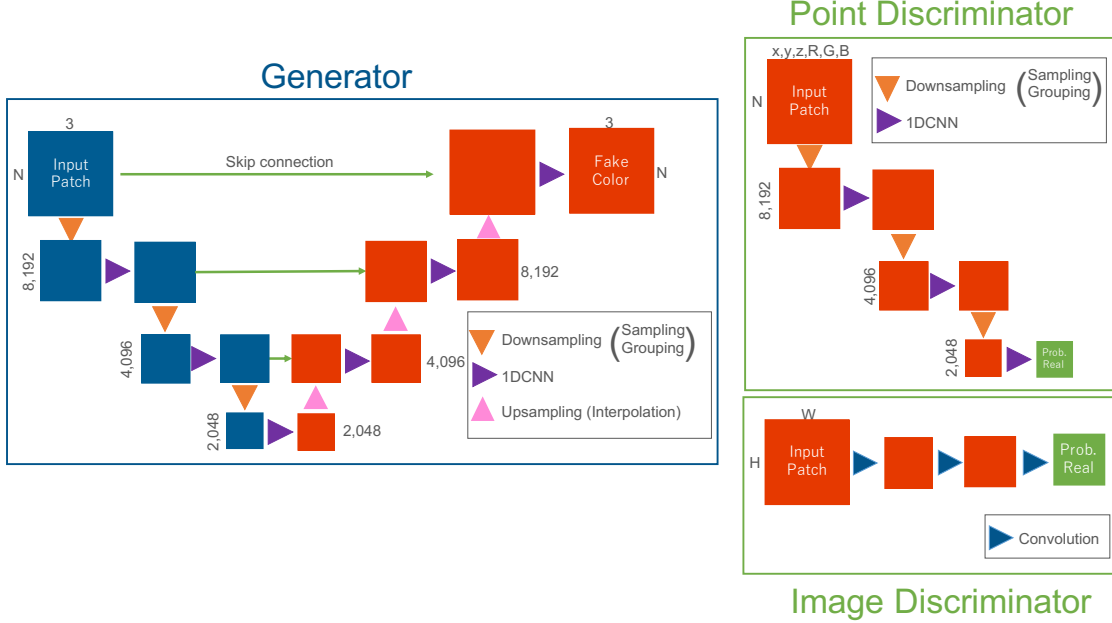 Generator
3
N
Input
Patch
Skip connection
3
Fake
Color
N
8,192
8,192
4,096
4,096
2,048
2,048
Downsampling (Sampling
Grouping)
1DCNN
Upsampling (Interpolation)
Point Discriminator
x,y,z,R,G,B
N
Input
Patch
Downsampling (Sampling
Grouping)
1DCNN
8,192
4,096
2,048
Prob.
Real
W
H
Input
Patch
Prob.
Real
Convolution
Image Discriminator